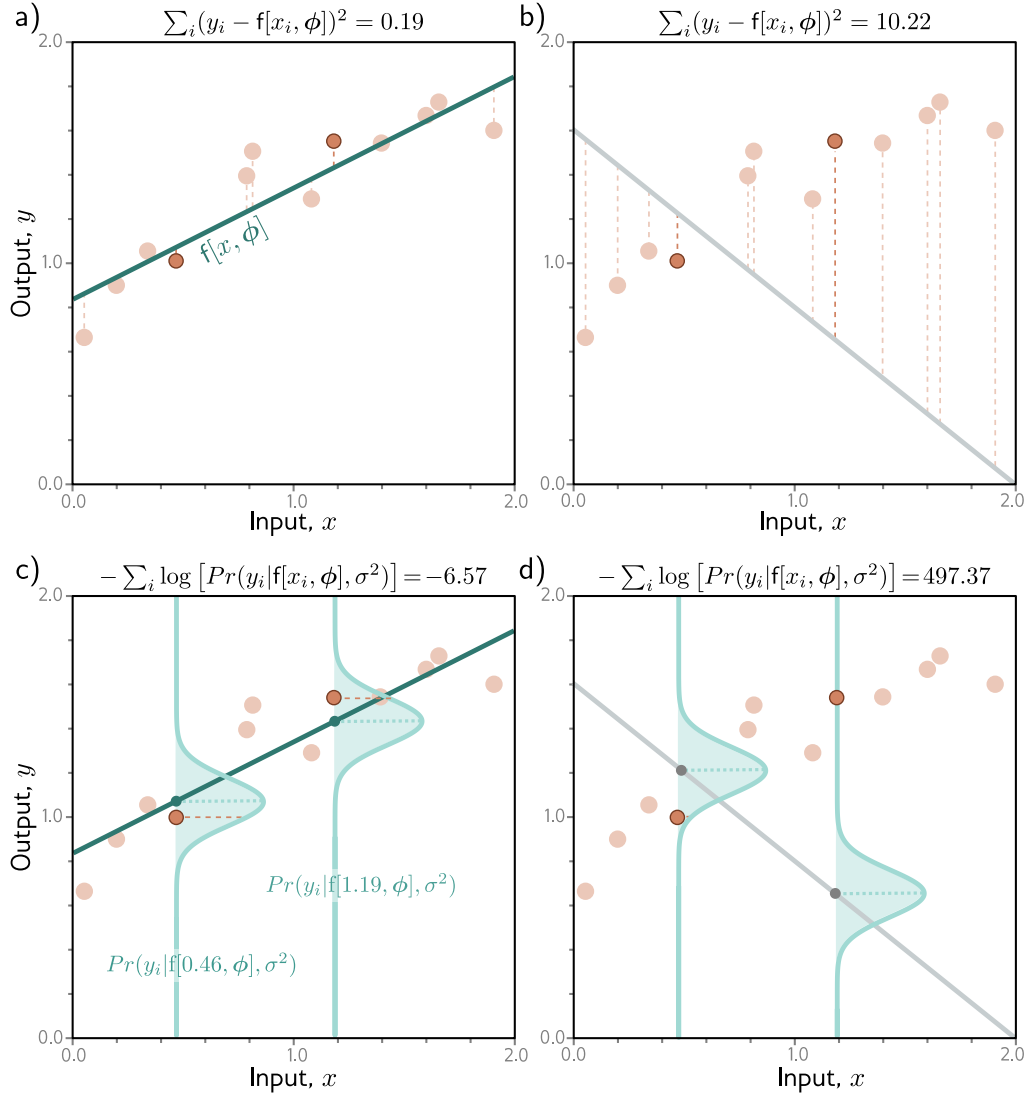 a) ∑ᵢ(yᵢ − f[xᵢ, ϕ])² = 0.19
2.0
1.0
0.0
Output, y
f[x, ϕ]
0.0 1.0 2.0
Input, x
b) ∑ᵢ(yᵢ − f[xᵢ, ϕ])² = 10.22
2.0
1.0
0.0
0.0 1.0 2.0
Input, x
c) − ∑ᵢ log [Pr(yᵢ|f[xᵢ, ϕ], σ²)] = −6.57
2.0
1.0
0.0
Output, y
Pr(yᵢ|f[1.19, ϕ], σ²)
Pr(yᵢ|f[0.46, ϕ], σ²)
0.0 1.0 2.0
Input, x
d) − ∑ᵢ log [Pr(yᵢ|f[xᵢ, ϕ], σ²)] = 497.37
2.0
1.0
0.0
0.0 1.0 2.0
Input, x